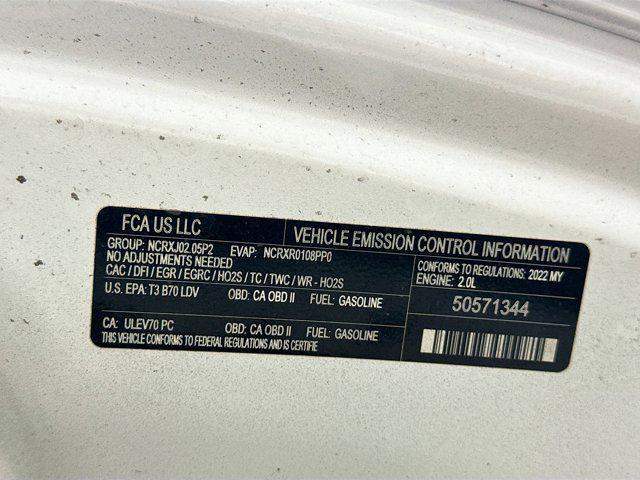 FCA US LLC
VEHICLE EMISSION CONTROL INFORMATION
GROUP: NCRXJ02.05P2 EVAP: NCRXR0108PP0
NO ADJUSTMENTS NEEDED
CAC / DFI / EGR / EGRC / HO2S / TC / TWC / WR - HO2S
U.S. EPA: T3 B70 LDV OBD: CA OBD II FUEL: GASOLINE
CA: ULEV70 PC OBD: CA OBD II FUEL: GASOLINE
THIS VEHICLE CONFORMS TO FEDERAL REGULATIONS AND IS CERTIFIED
CONFORMS TO REGULATIONS: 2022 MY
ENGINE: 2.0L
50571344